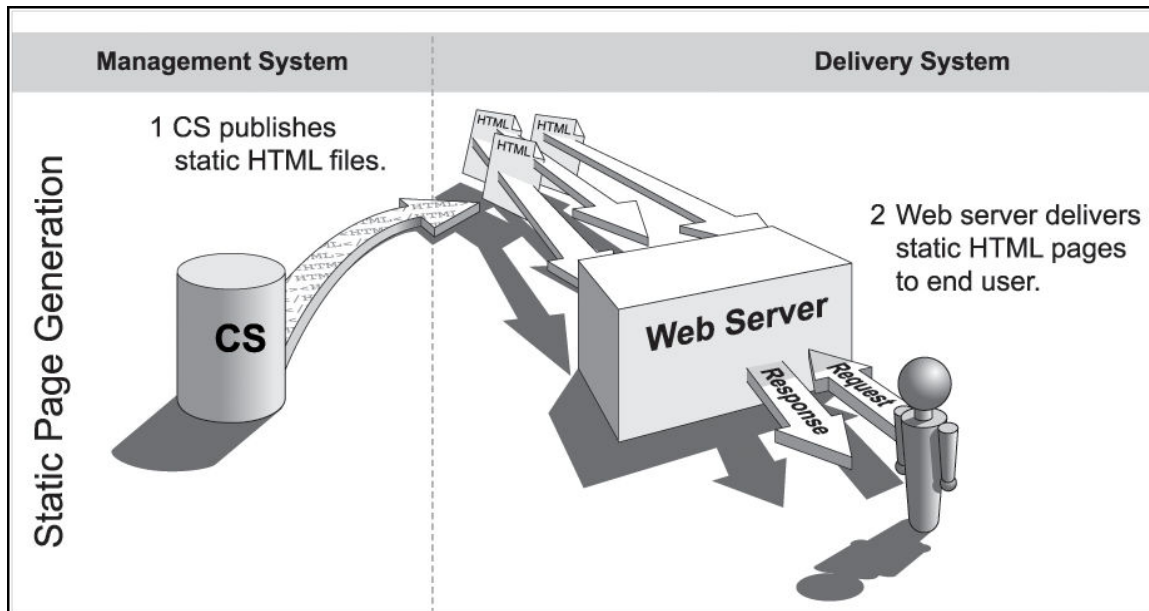 Management System
Delivery System
Static Page Generation
1 CS publishes
static HTML files.
HTML
HTML
HTML
2 Web server delivers
static HTML pages
to end user.
CS
Web Server
Response
Request